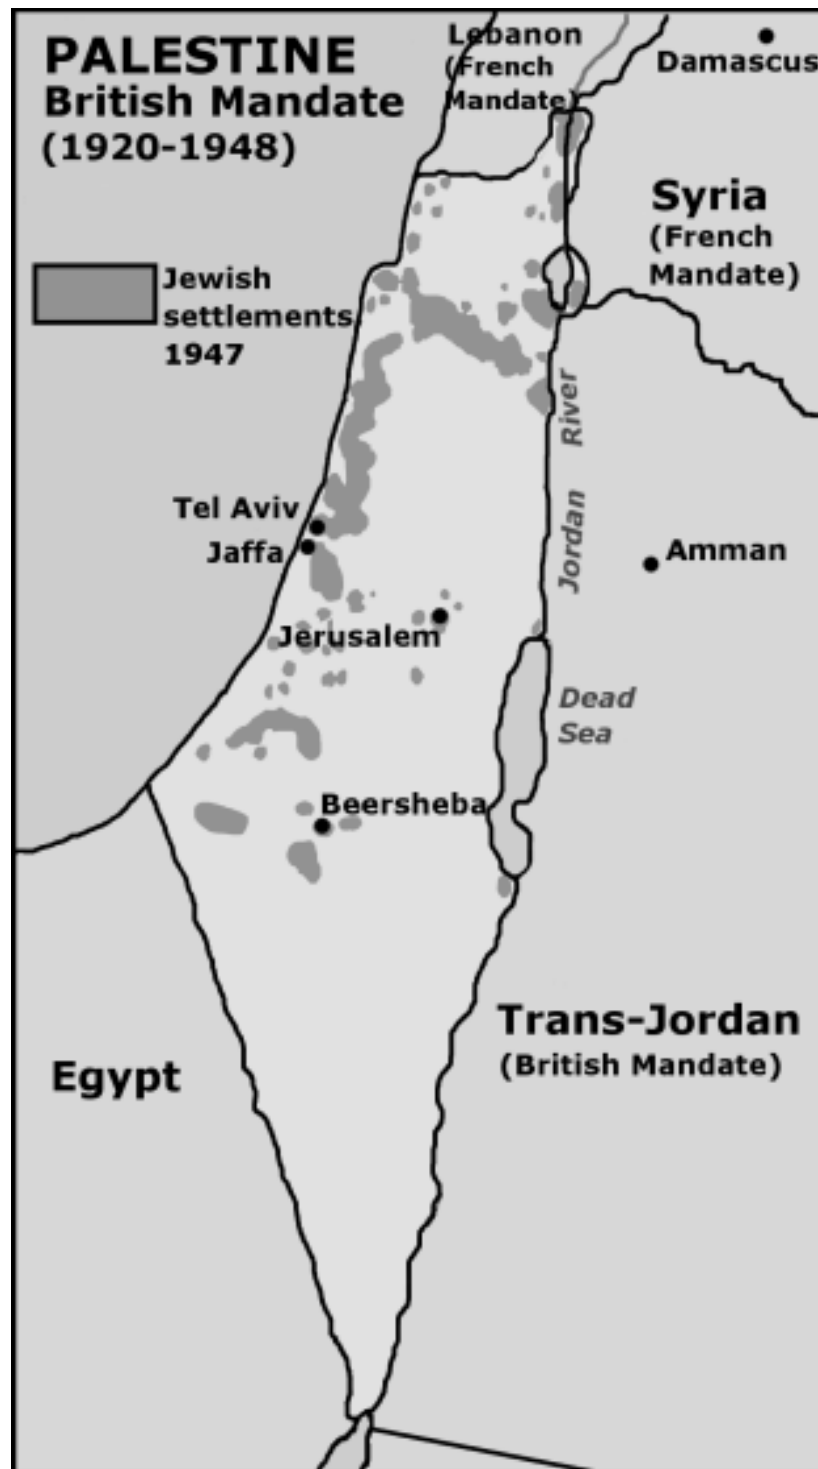 PALESTINE
British Mandate
(1920-1948)
Lebanon
(French
Mandate)
Damascus
Syria
(French
Mandate)
Jewish
settlements,
1947
River
Jordan
Tel Aviv
Jaffa
Amman
Jerusalem
Dead
Sea
Beersheba
Trans-Jordan
(British Mandate)
Egypt